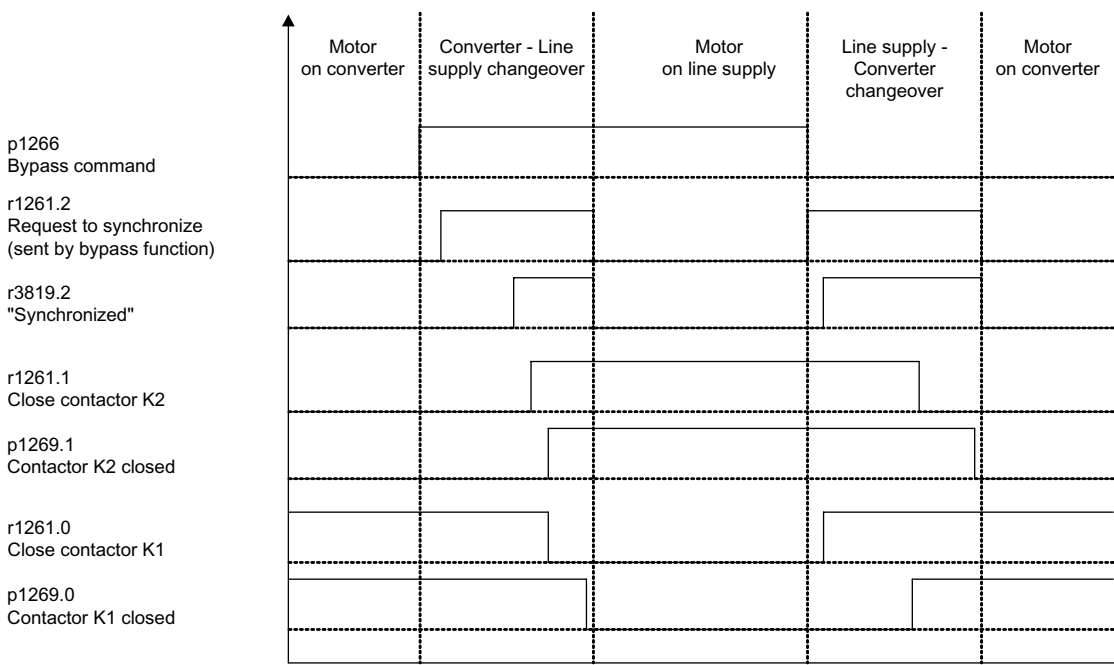 Motor
on converter
Converter - Line
supply changeover
Motor
on line supply
Line supply -
Converter
changeover
Motor
on converter
p1266
Bypass command
r1261.2
Request to synchronize
(sent by bypass function)
r3819.2
"Synchronized"
r1261.1
Close contactor K2
p1269.1
Contactor K2 closed
r1261.0
Close contactor K1
p1269.0
Contactor K1 closed